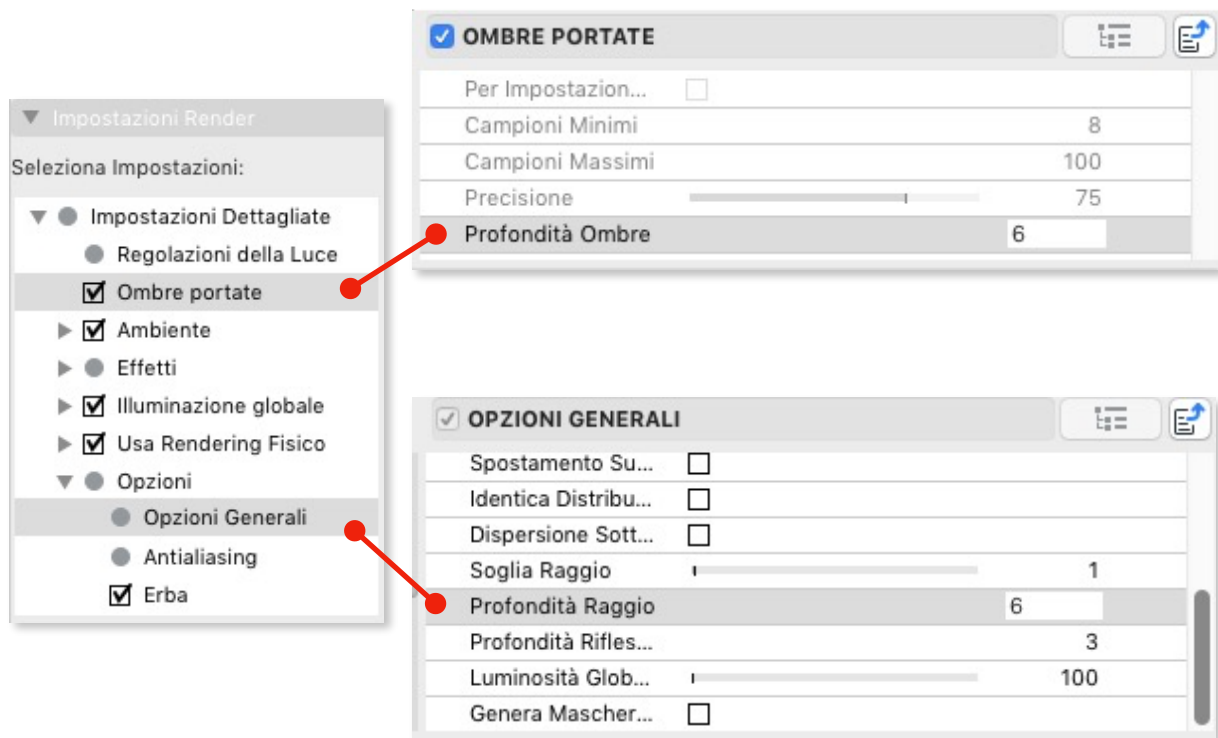 Impostazioni Render
Seleziona Impostazioni:
Impostazioni Dettagliate
Regolazioni della Luce
Ombre portate
Ambiente
Effetti
Illuminazione globale
Usa Rendering Fisico
Opzioni
Opzioni Generali
Antialiasing
Erba
OMBRE PORTATE
Per Impostazion...
Campioni Minimi 8
Campioni Massimi 100
Precisione 75
Profondità Ombre 6
OPZIONI GENERALI
Spostamento Su...
Identica Distribu...
Dispersione Sott...
Soglia Raggio 1
Profondità Raggio 6
Profondità Rifles... 3
Luminosità Glob... 100
Genera Mascher...